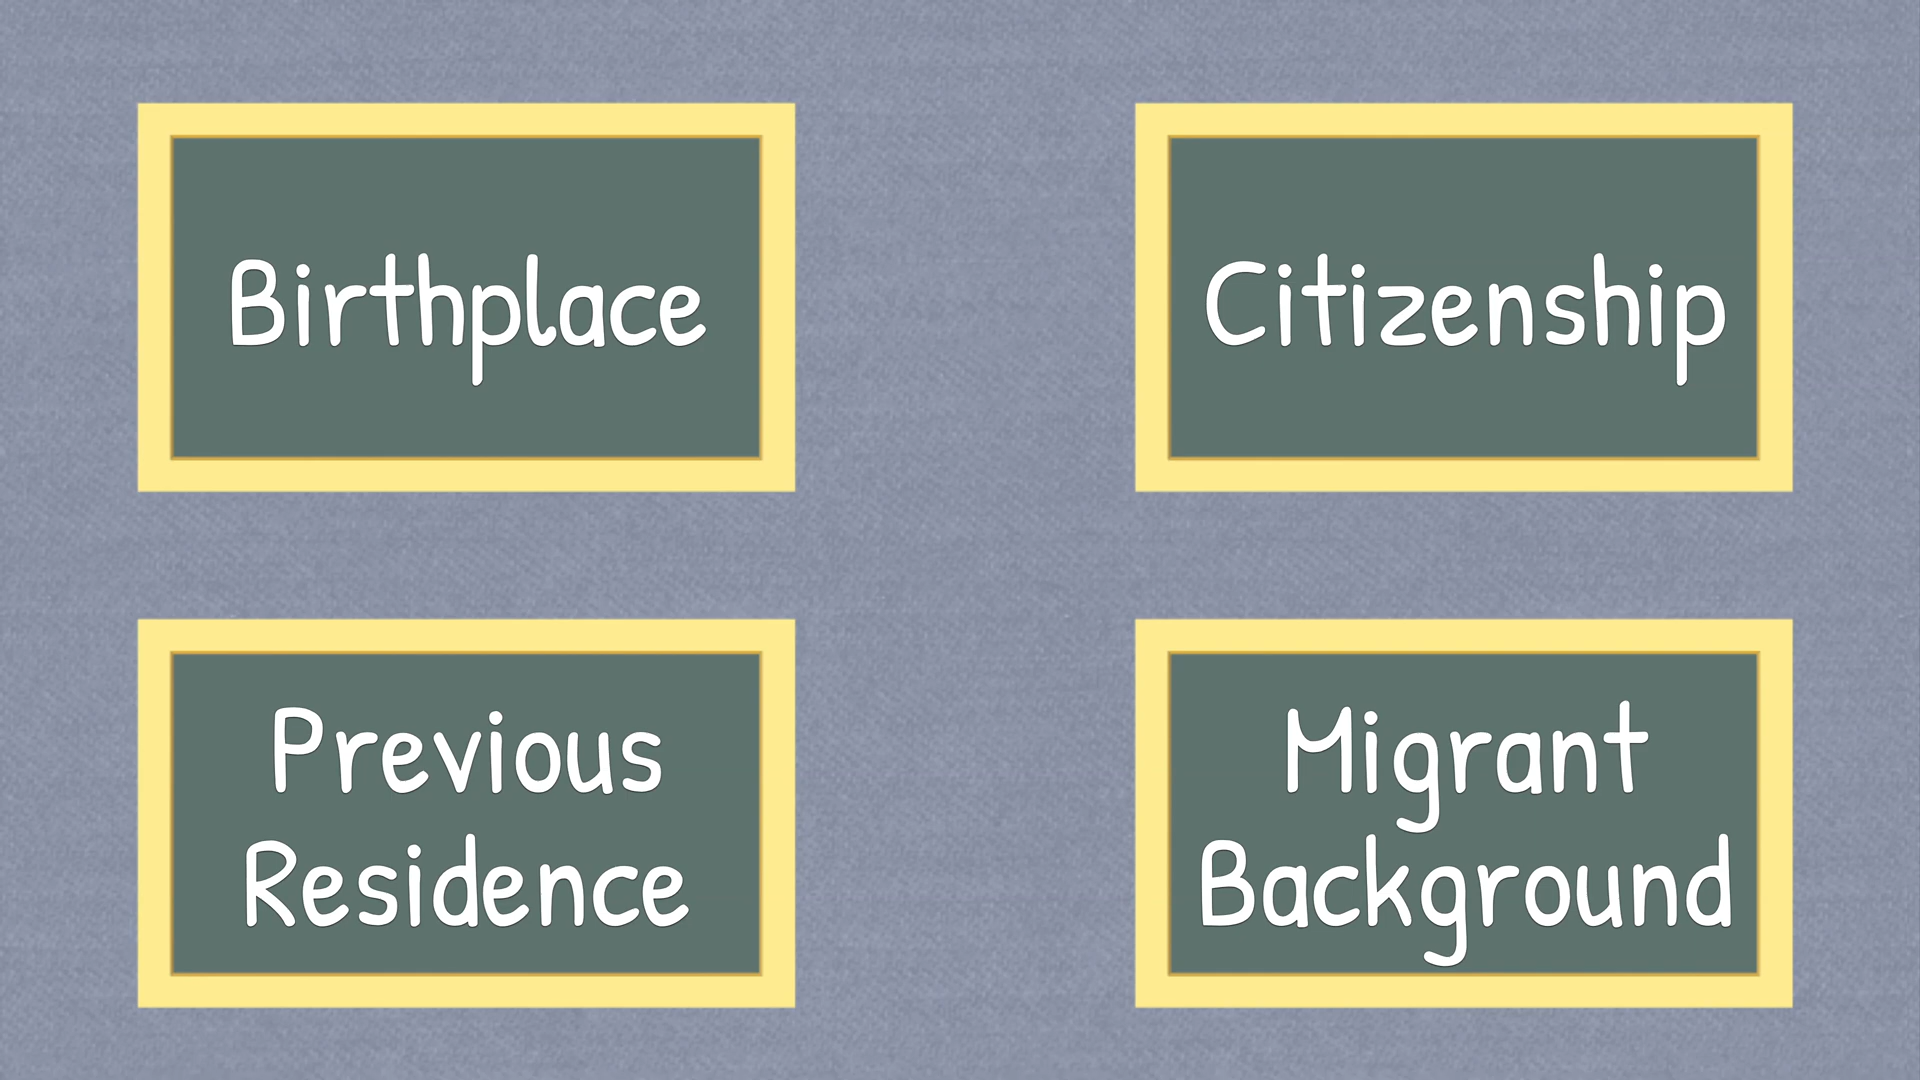 Birthplace
Citizenship
Previous
Residence
Migrant
Background